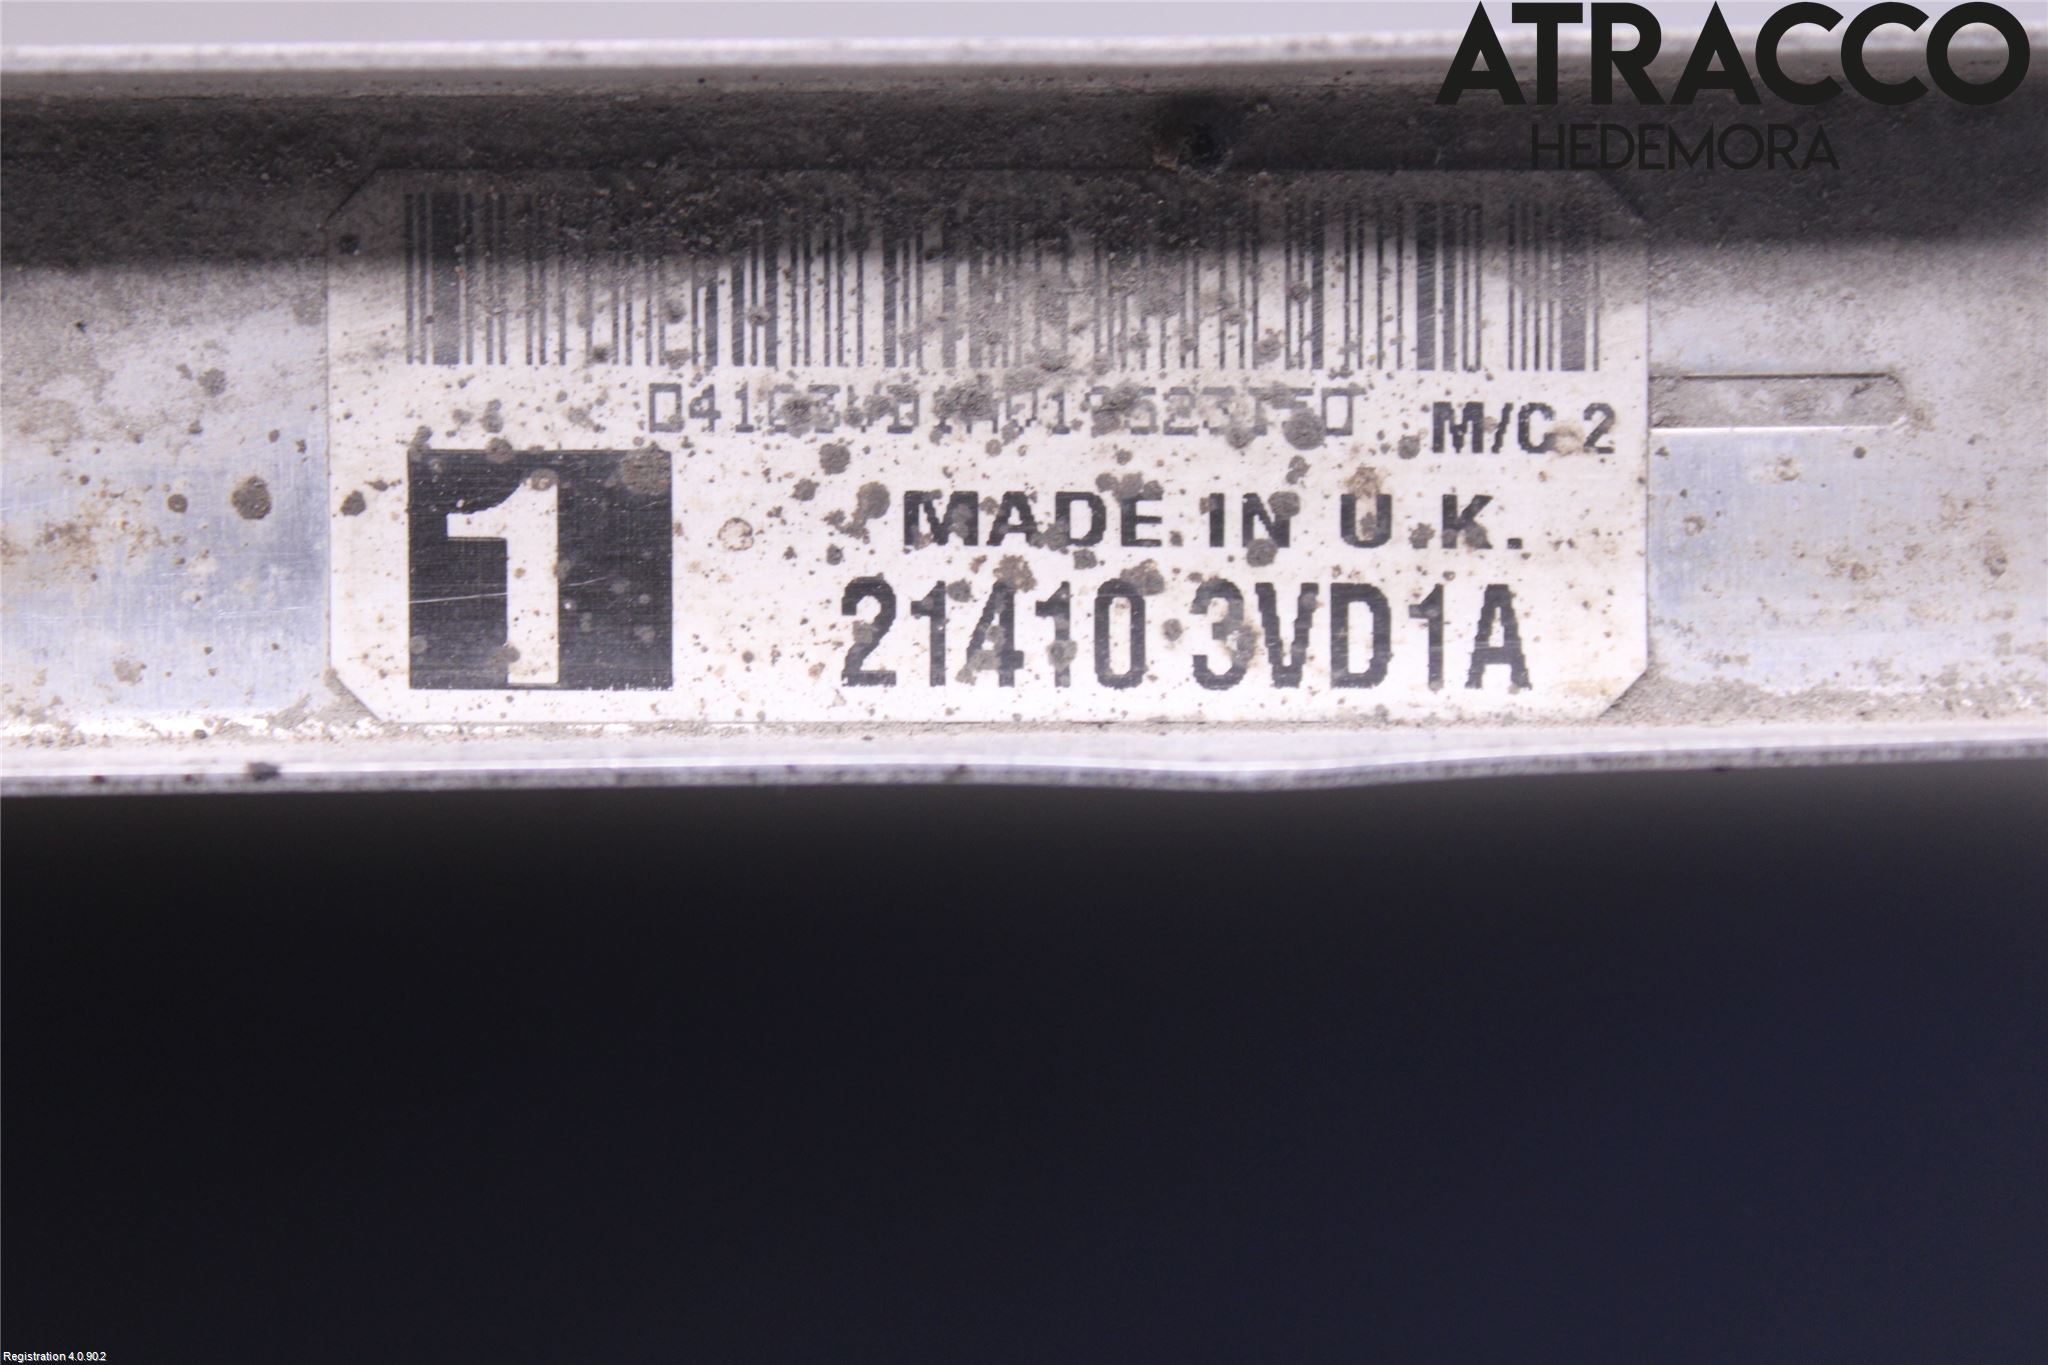 ATRACCO
HEDEMORA
M/C 2
1
MADE IN U.K.
21410 3VD1A
Registration 4.0.90.2